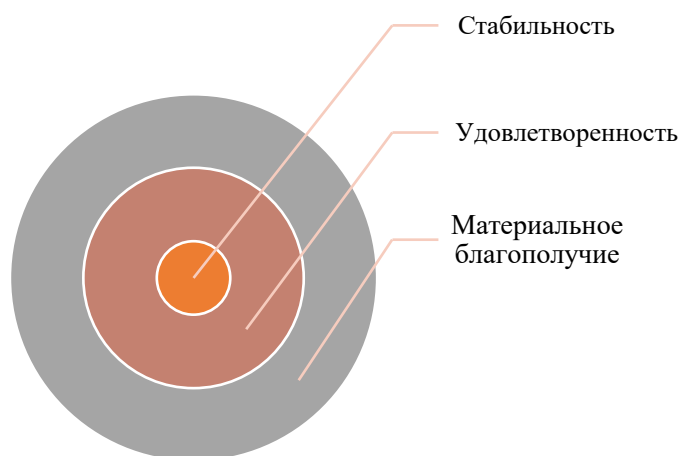 Стабильность
Удовлетворенность
Материальное
благополучие